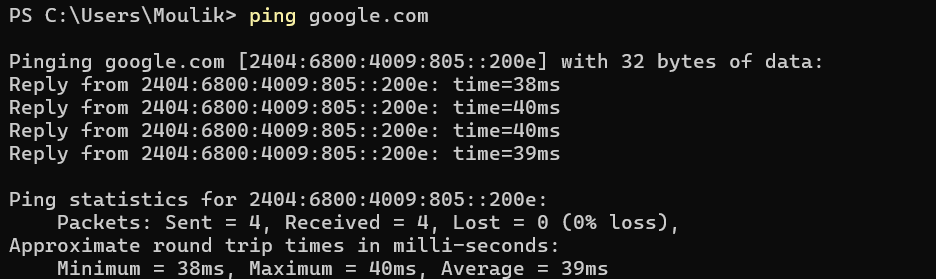 PS C:\Users\Moulik> ping google.com
Pinging google.com [2404:6800:4009:805::200e] with 32 bytes of data:
Reply from 2404:6800:4009:805::200e: time=38ms
Reply from 2404:6800:4009:805::200e: time=40ms
Reply from 2404:6800:4009:805::200e: time=40ms
Reply from 2404:6800:4009:805::200e: time=39ms
Ping statistics for 2404:6800:4009:805::200e:
    Packets: Sent = 4, Received = 4, Lost = 0 (0% loss),
Approximate round trip times in milli-seconds:
    Minimum = 38ms, Maximum = 40ms, Average = 39ms